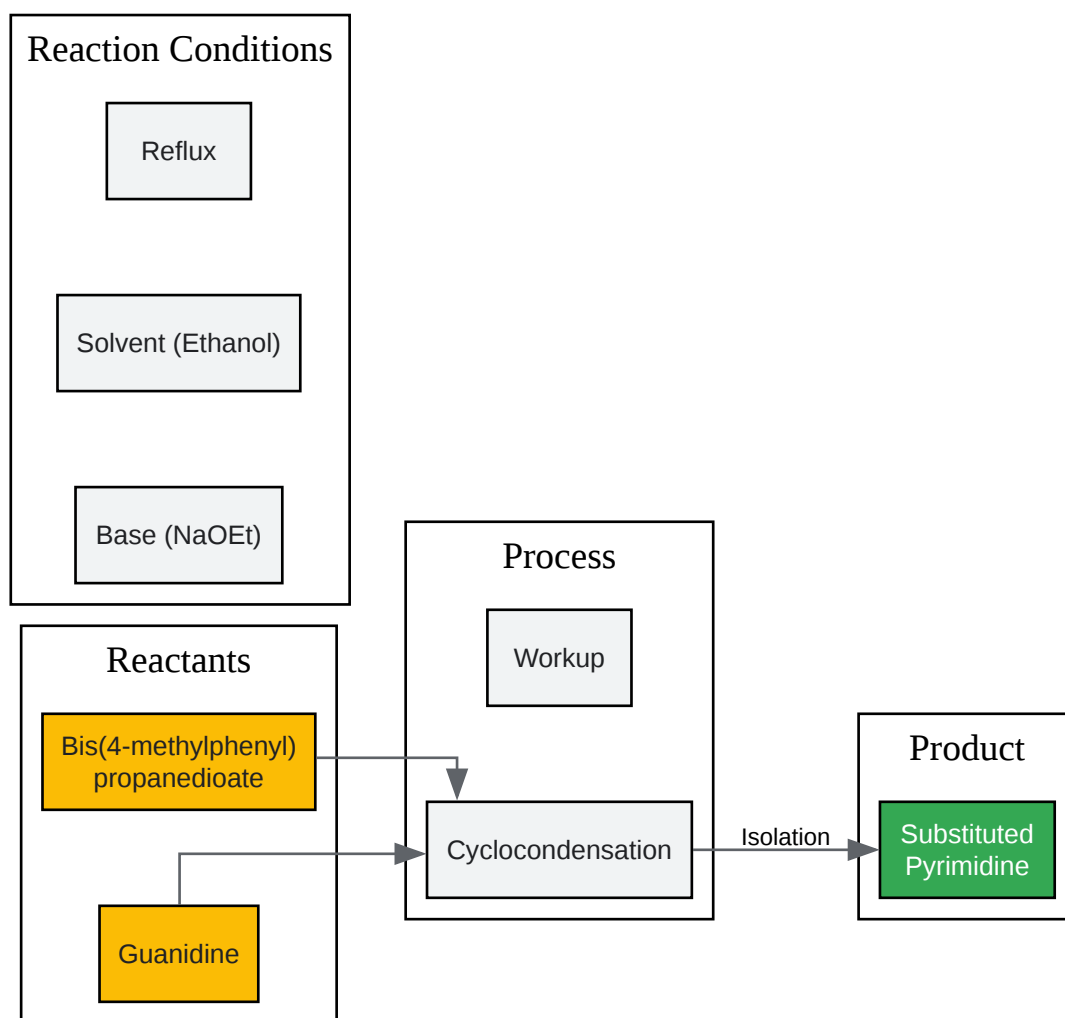 Reaction Conditions
Reflux
Solvent (Ethanol)
Base (NaOEt)
Reactants
Bis(4-methylphenyl)
propanedioate
Guanidine
Process
Workup
Cyclocondensation
Isolation
Product
Substituted
Pyrimidine